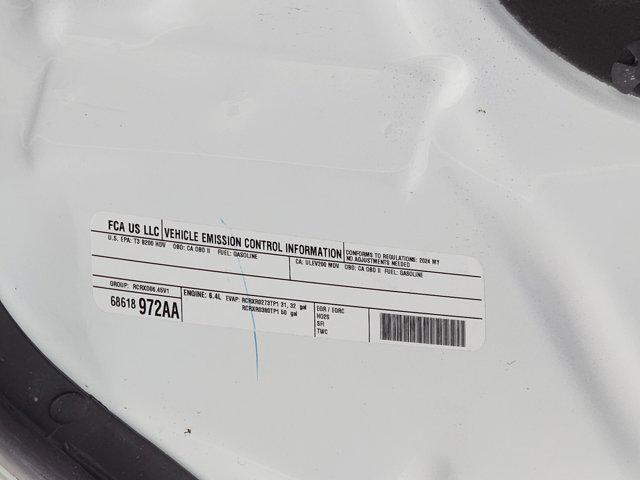 FCA US LLC VEHICLE EMISSION CONTROL INFORMATION CONFORMS TO REGULATIONS: 2024 MY
NO ADJUSTMENTS NEEDED
U.S. EPA: T3 B200 HDV OBD: CA OBD II FUEL: GASOLINE
CA: ULEV200 MDV OBD: CA OBD II FUEL: GASOLINE
GROUP: RCRXD06.45V1
68618 972AA
ENGINE: 6.4L EVAP: RCRXR0273TP1 31, 32 gal
RCRXR0380TP1 50 gal
EGR / EGRC
HO2S
SFI
TWC